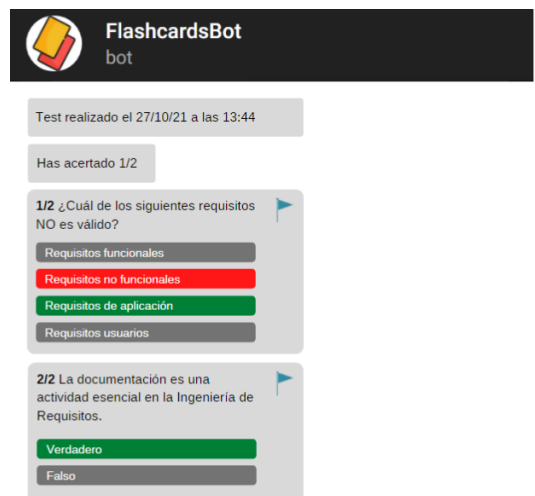 FlashcardsBot
bot
Test realizado el 27/10/21 a las 13:44
Has acertado 1/2
1/2 ¿Cuál de los siguientes requisitos
NO es válido?
Requisitos funcionales
Requisitos no funcionales
Requisitos de aplicación
Requisitos usuarios
2/2 La documentación es una
actividad esencial en la Ingeniería de
Requisitos.
Verdadero
Falso